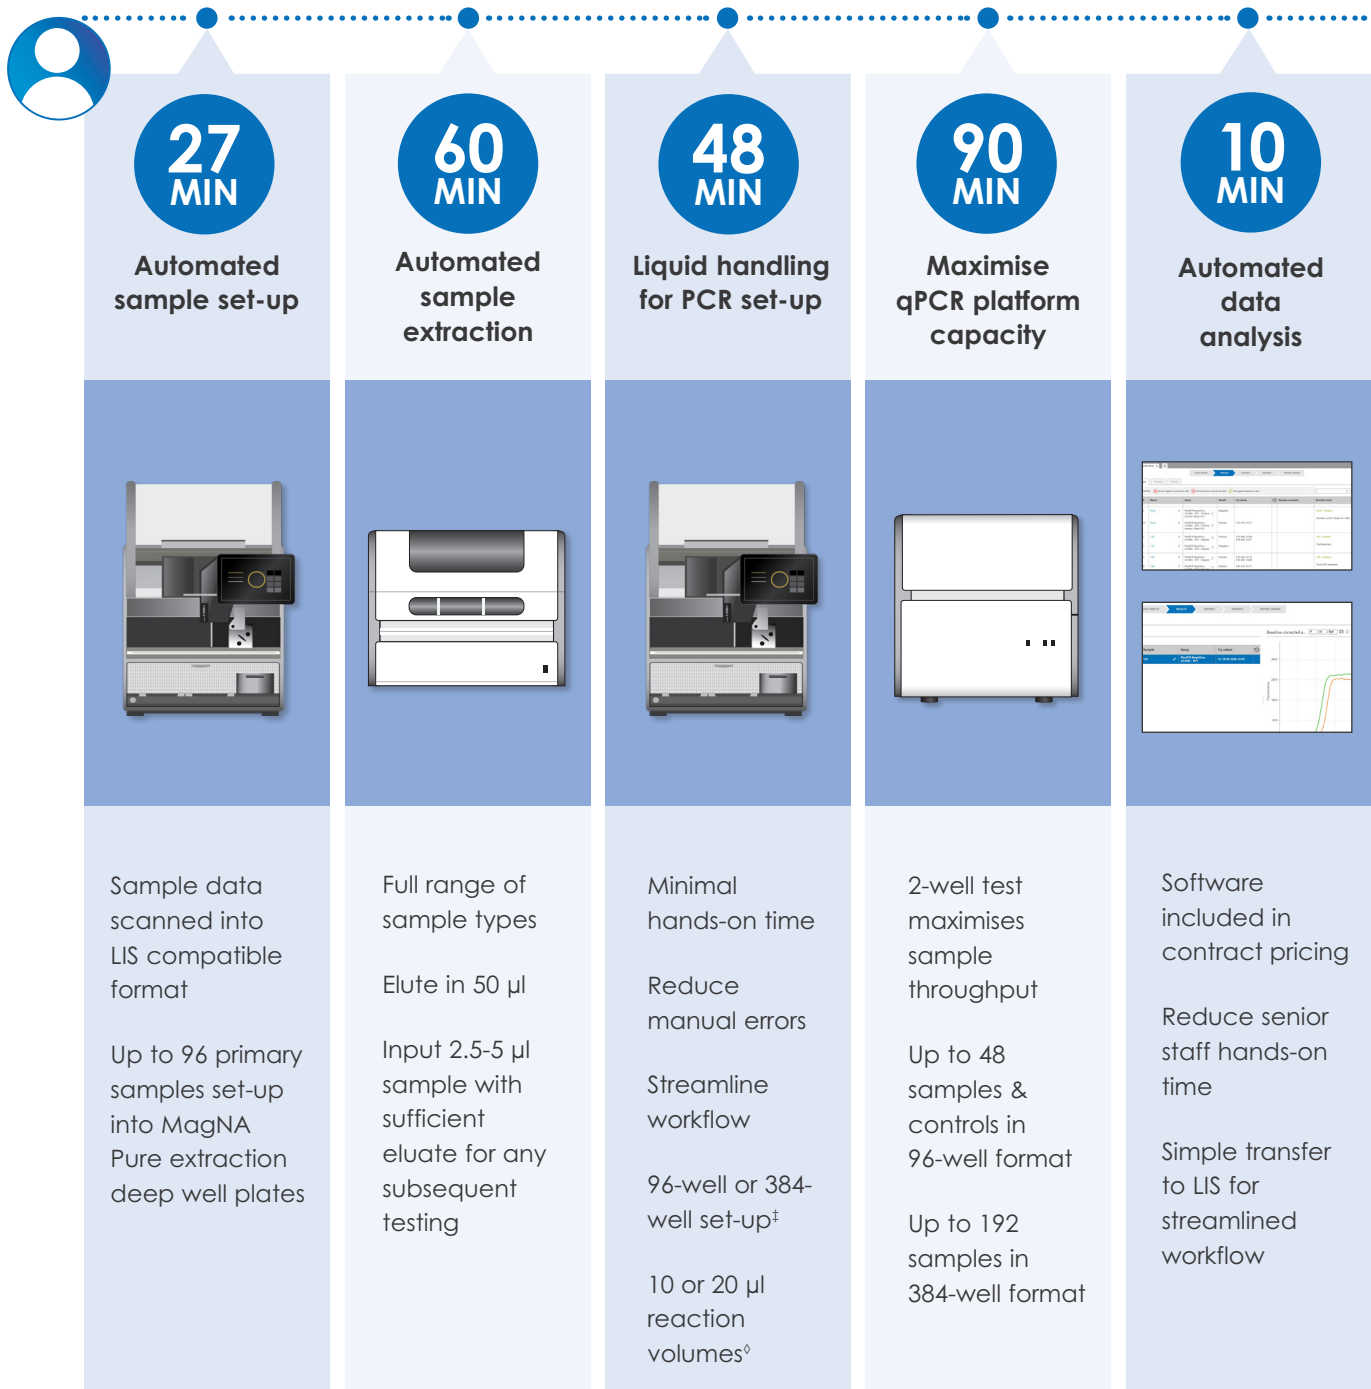 27
MIN
Automated
sample set-up
Sample data
scanned into
LIS compatible
format
Up to 96 primary
samples set-up
into MagNA
Pure extraction
deep well plates
60
MIN
Automated
sample
extraction
Full range of
sample types
Elute in 50 µl
Input 2.5-5 µl
sample with
sufficient
eluate for any
subsequent
testing
48
MIN
Liquid handling
for PCR set-up
Minimal
hands-on time
Reduce
manual errors
Streamline
workflow
96-well or 384-
well set-up‡
10 or 20 µl
reaction
volumes◊
90
MIN
Maximise
qPCR platform
capacity
2-well test
maximises
sample
throughput
Up to 48
samples &
controls in
96-well format
Up to 192
samples in
384-well format
10
MIN
Automated
data
analysis
Baseline corrected
Sample Assay Cq values
Software
included in
contract pricing
Reduce senior
staff hands-on
time
Simple transfer
to LIS for
streamlined
workflow